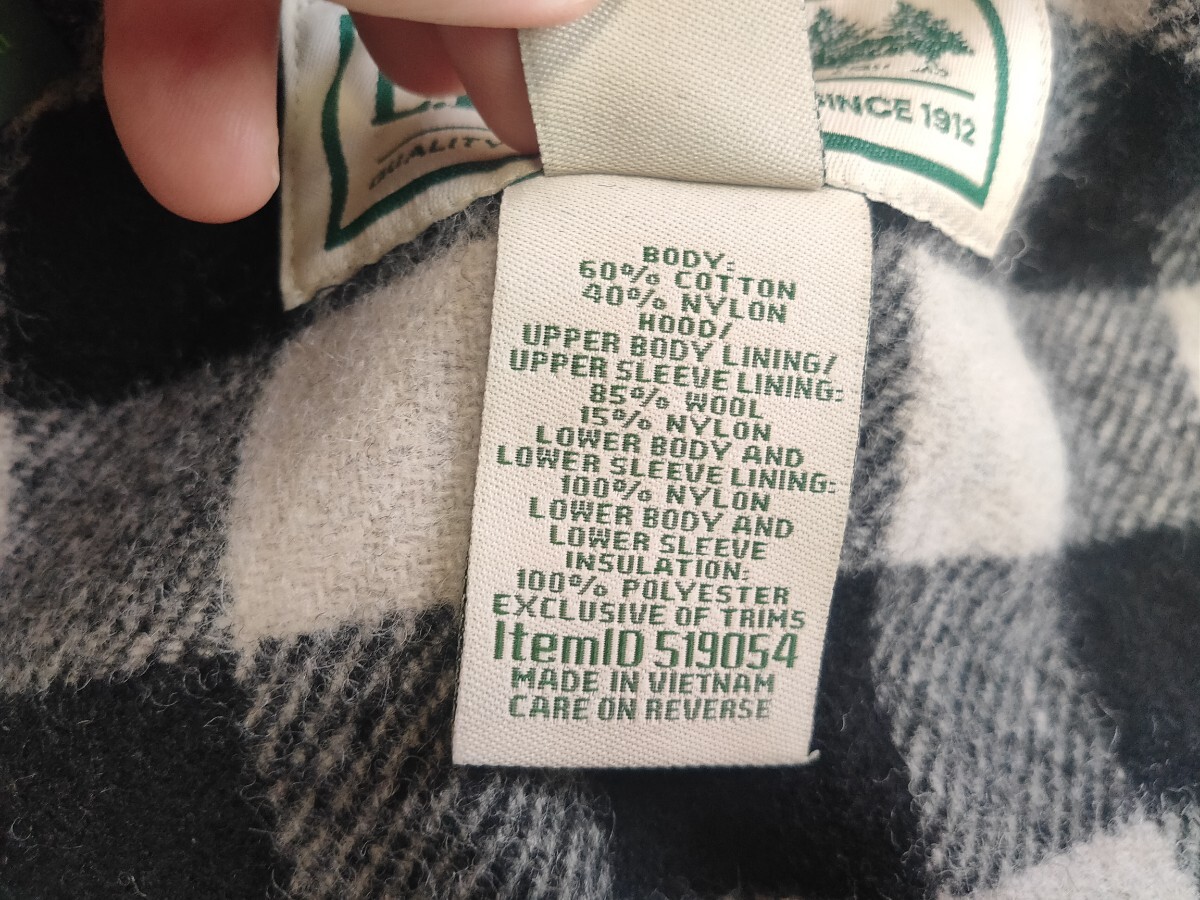 QUALITY
SINCE 1912
BODY:
60% COTTON
40% NYLON
HOOD/
UPPER BODY LINING/
UPPER SLEEVE LINING:
85% WOOL
15% NYLON
LOWER BODY AND
LOWER SLEEVE LINING:
100% NYLON
LOWER BODY AND
LOWER SLEEVE
INSULATION:
100% POLYESTER
EXCLUSIVE OF TRIMS
ItemID 519054
MADE IN VIETNAM
CARE ON REVERSE